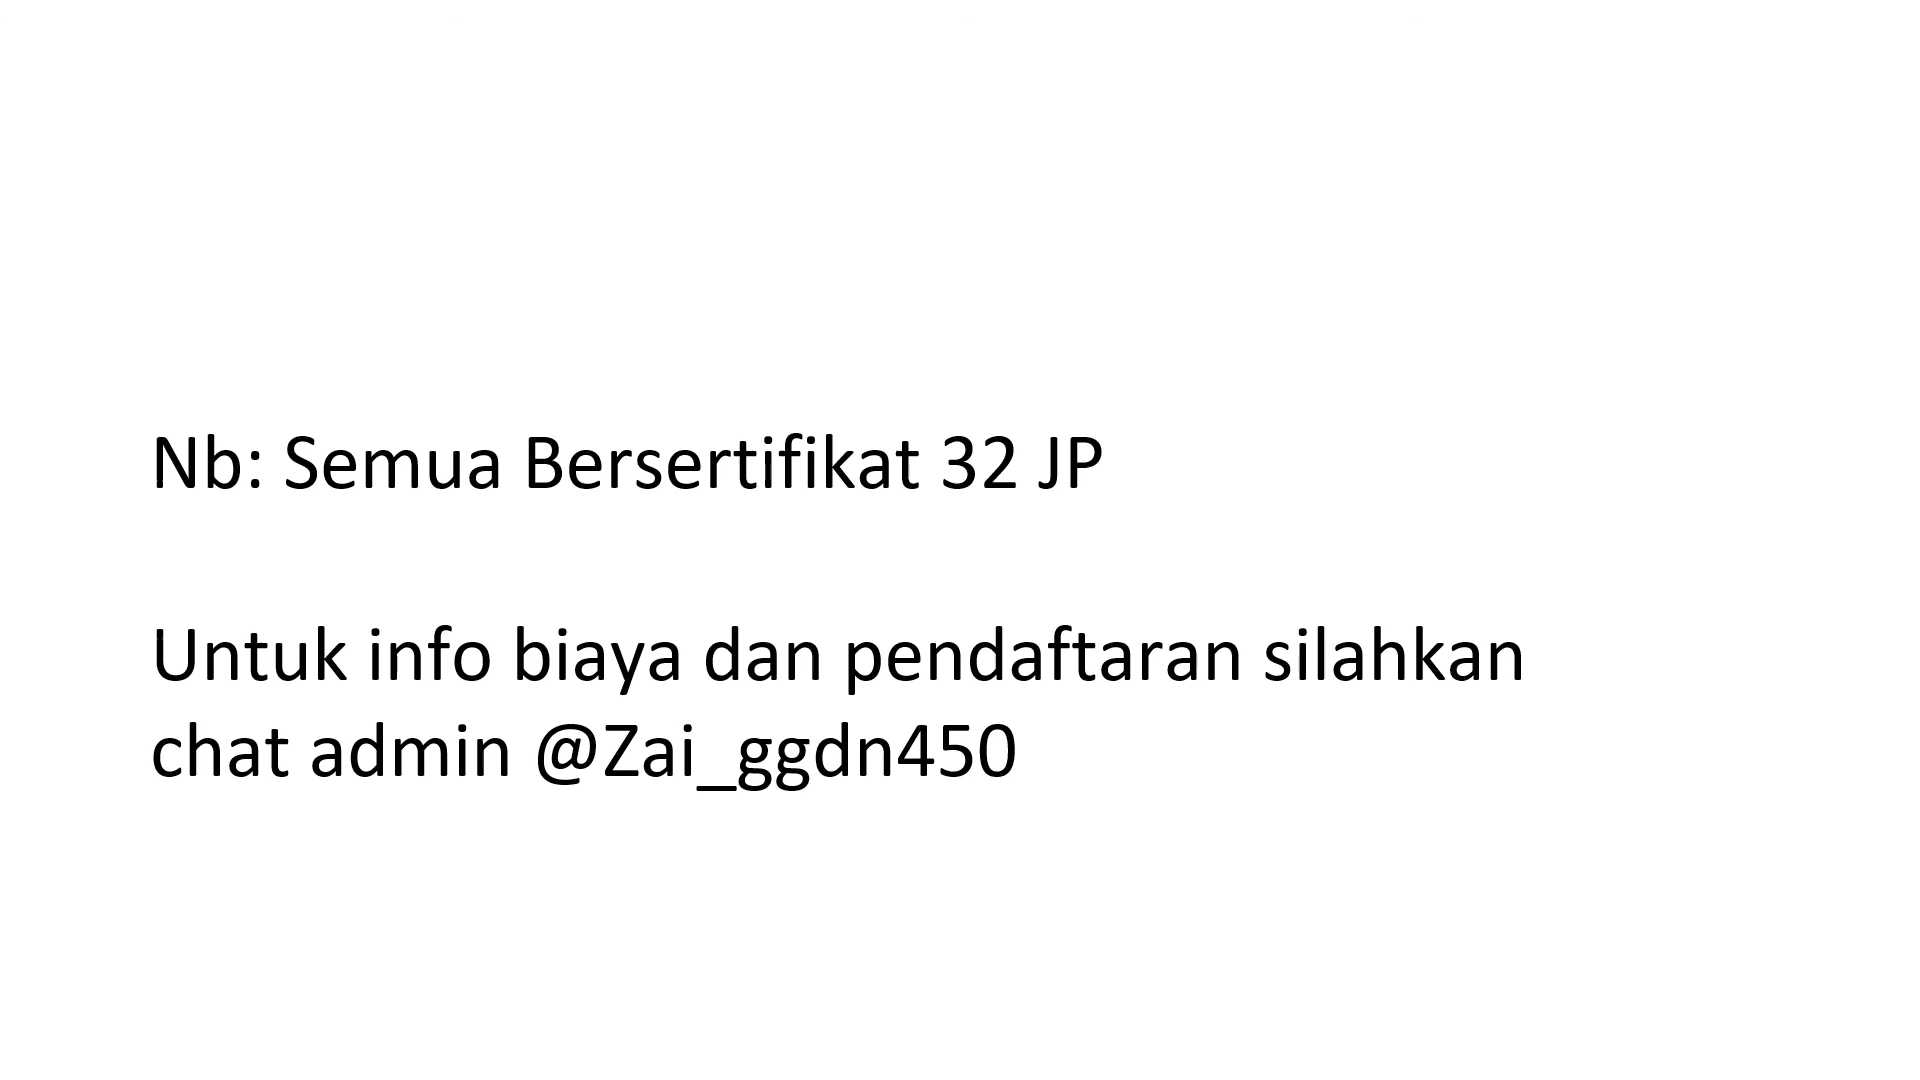 Nb: Semua Bersertifikat 32 JP
Untuk info biaya dan pendaftaran silahkan
chat admin @Zai_ggdn450